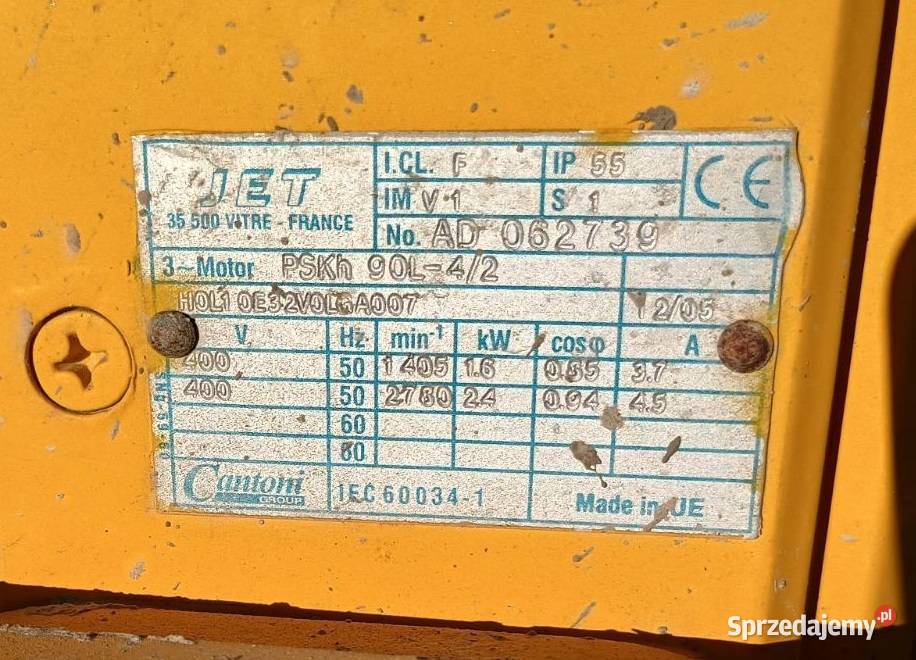 JET
35 500 VITRE - FRANCE
I.CL. F
IP 55
IM V 1
S 1
CE
No. AD 062739
3~Motor PSKh 90L-4/2
H0L10E32V0LGA007 12/05
V Hz min-1 kW cosφ A
400 50 1405 1.6 0.85 3.7
400 50 2780 2.4 0.94 4.5
60
60
Cantoni
GROUP
IEC 60034-1
Made in UE
Sprzedajemy.pl